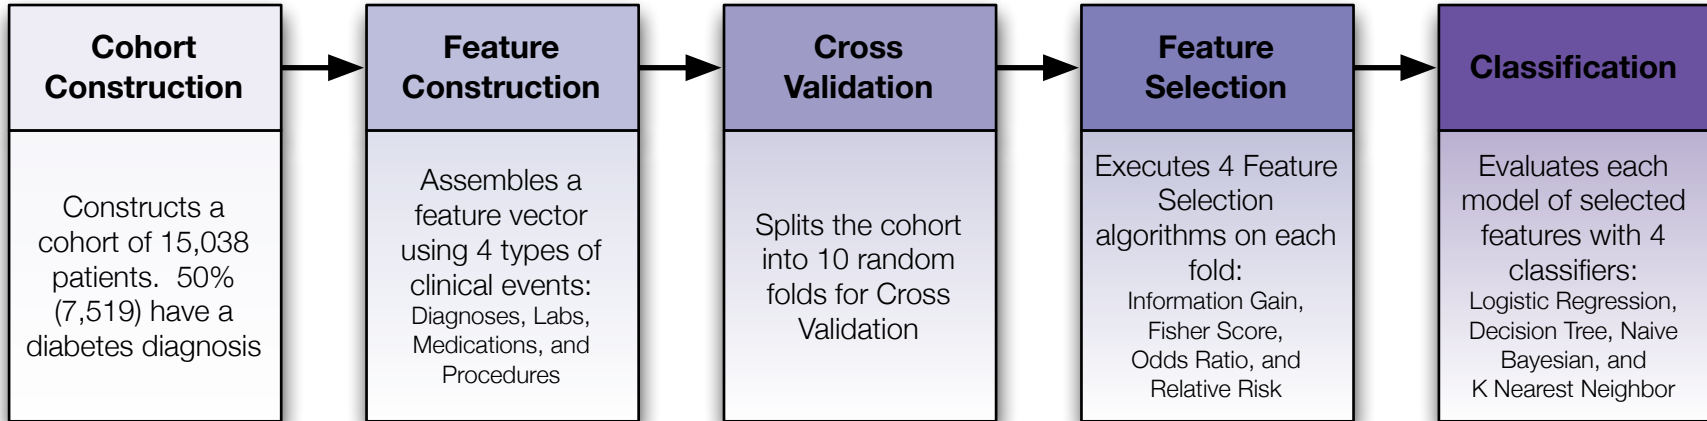 Cohort
Construction
Constructs a
cohort of 15,038
patients.  50%
(7,519) have a
diabetes diagnosis
Feature
Construction
Assembles a
feature vector
using 4 types of
clinical events:
Diagnoses, Labs,
Medications, and
Procedures
Cross
Validation
Splits the cohort
into 10 random
folds for Cross
Validation
Feature
Selection
Executes 4 Feature
Selection
algorithms on each
fold:
Information Gain,
Fisher Score,
Odds Ratio, and
Relative Risk
Classification
Evaluates each
model of selected
features with 4
classifiers:
Logistic Regression,
Decision Tree, Naive
Bayesian, and
K Nearest Neighbor